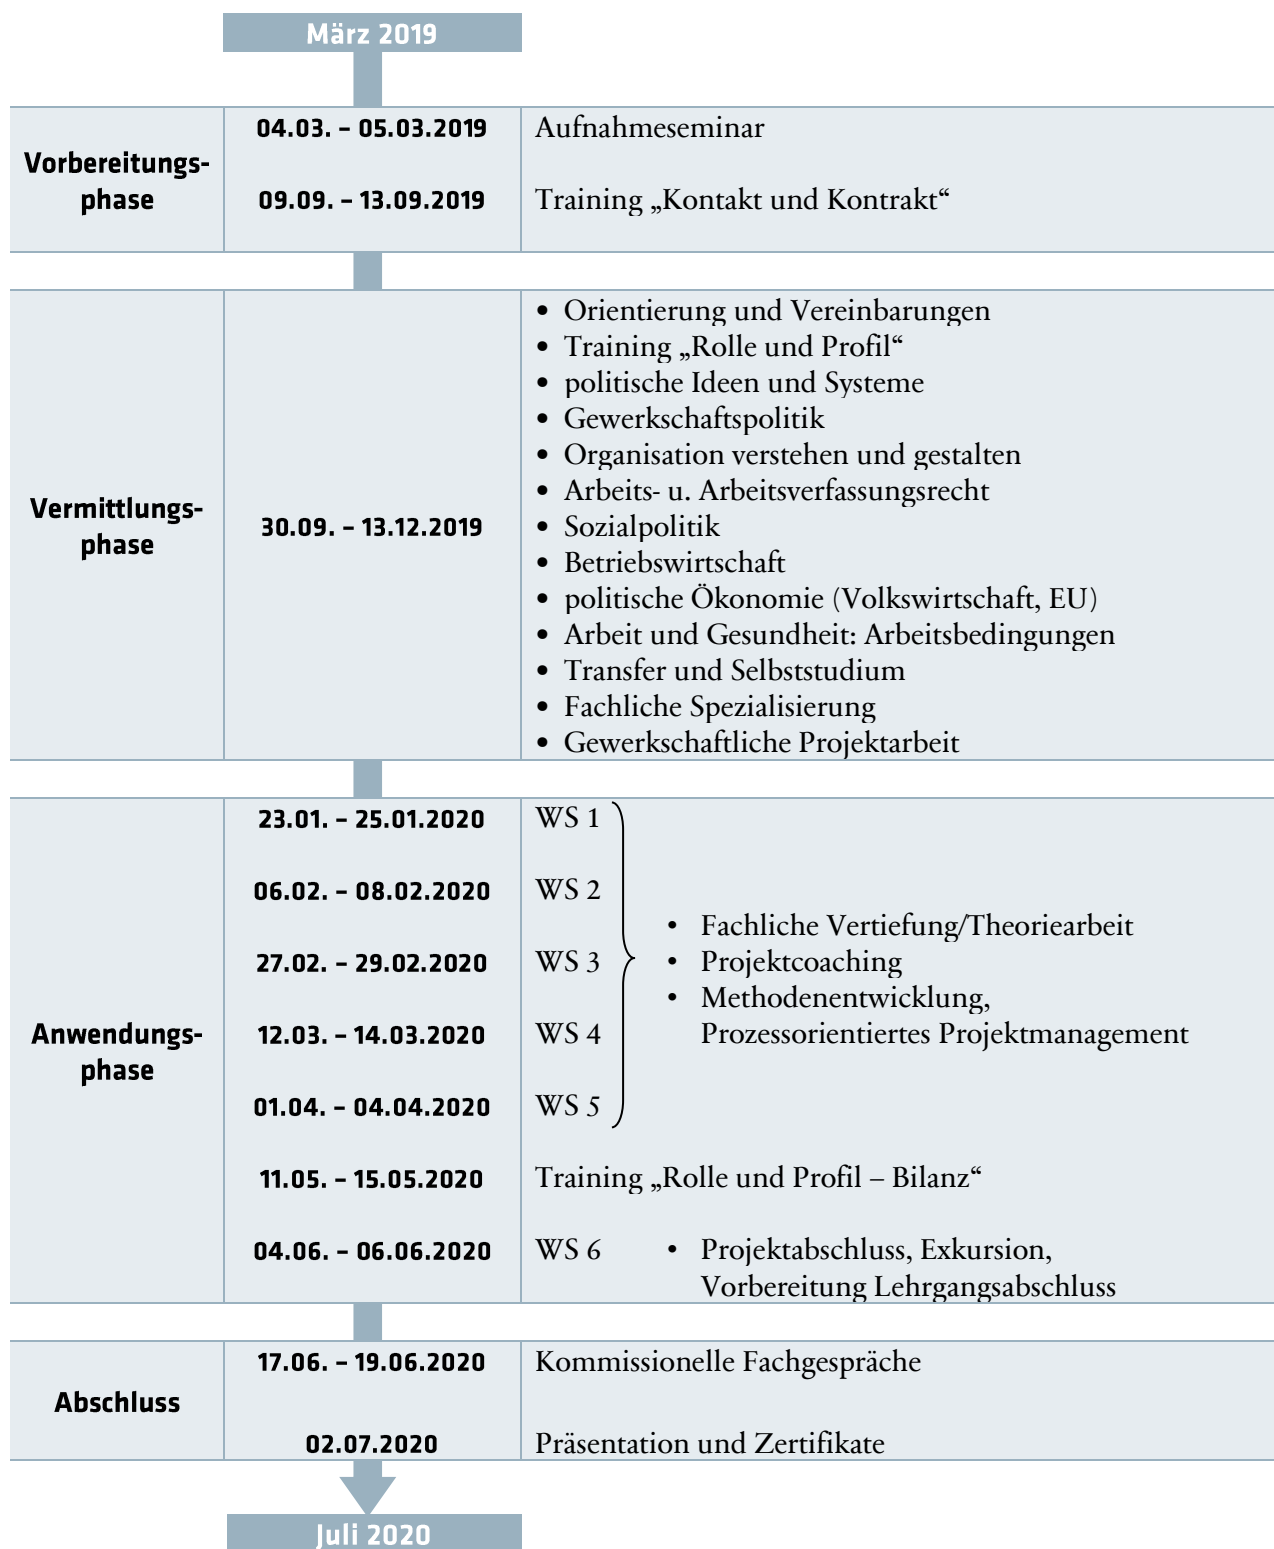 März 2019
Vorbereitungs-
phase
04.03. – 05.03.2019 Aufnahmeseminar
09.09. – 13.09.2019 Training „Kontakt und Kontrakt“
Vermittlungs-
phase
30.09. – 13.12.2019
• Orientierung und Vereinbarungen
• Training „Rolle und Profil“
• politische Ideen und Systeme
• Gewerkschaftspolitik
• Organisation verstehen und gestalten
• Arbeits- u. Arbeitsverfassungsrecht
• Sozialpolitik
• Betriebswirtschaft
• politische Ökonomie (Volkswirtschaft, EU)
• Arbeit und Gesundheit: Arbeitsbedingungen
• Transfer und Selbststudium
• Fachliche Spezialisierung
• Gewerkschaftliche Projektarbeit
Anwendungs-
phase
23.01. – 25.01.2020 WS 1
06.02. – 08.02.2020 WS 2
27.02. – 29.02.2020 WS 3
12.03. – 14.03.2020 WS 4
01.04. – 04.04.2020 WS 5
• Fachliche Vertiefung/Theoriearbeit
• Projektcoaching
• Methodenentwicklung,
Prozessorientiertes Projektmanagement
11.05. – 15.05.2020 Training „Rolle und Profil – Bilanz“
04.06. – 06.06.2020 WS 6 • Projektabschluss, Exkursion,
Vorbereitung Lehrgangsabschluss
Abschluss
17.06. – 19.06.2020 Kommissionelle Fachgespräche
02.07.2020 Präsentation und Zertifikate
Juli 2020